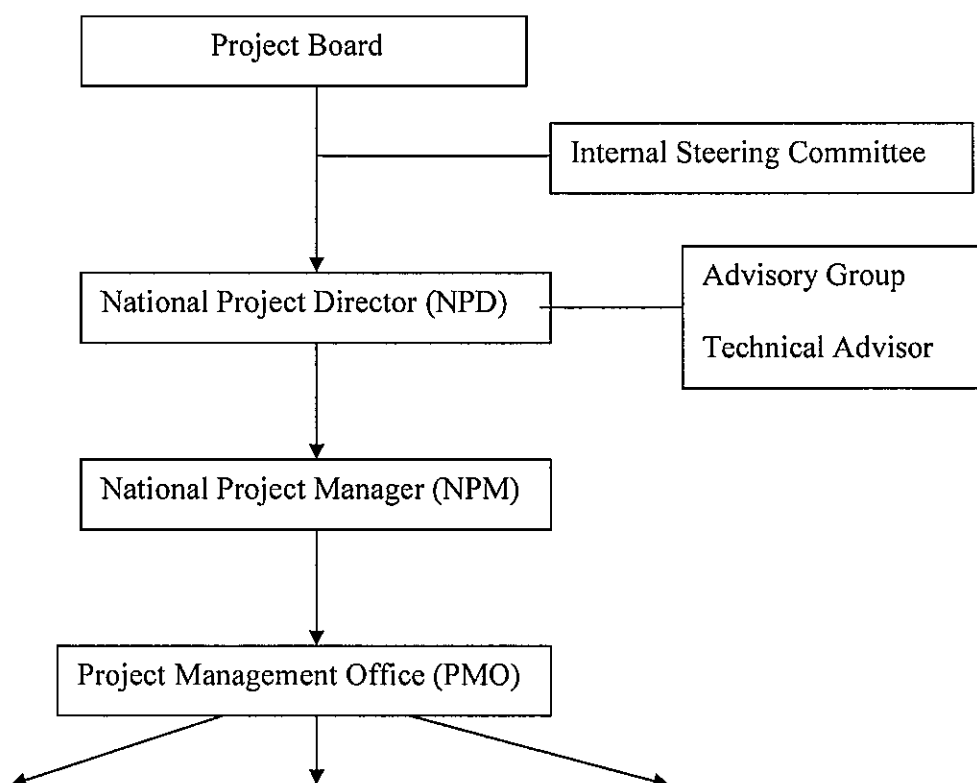 Project Board
Internal Steering Committee
National Project Director (NPD)
Advisory Group
Technical Advisor
National Project Manager (NPM)
Project Management Office (PMO)